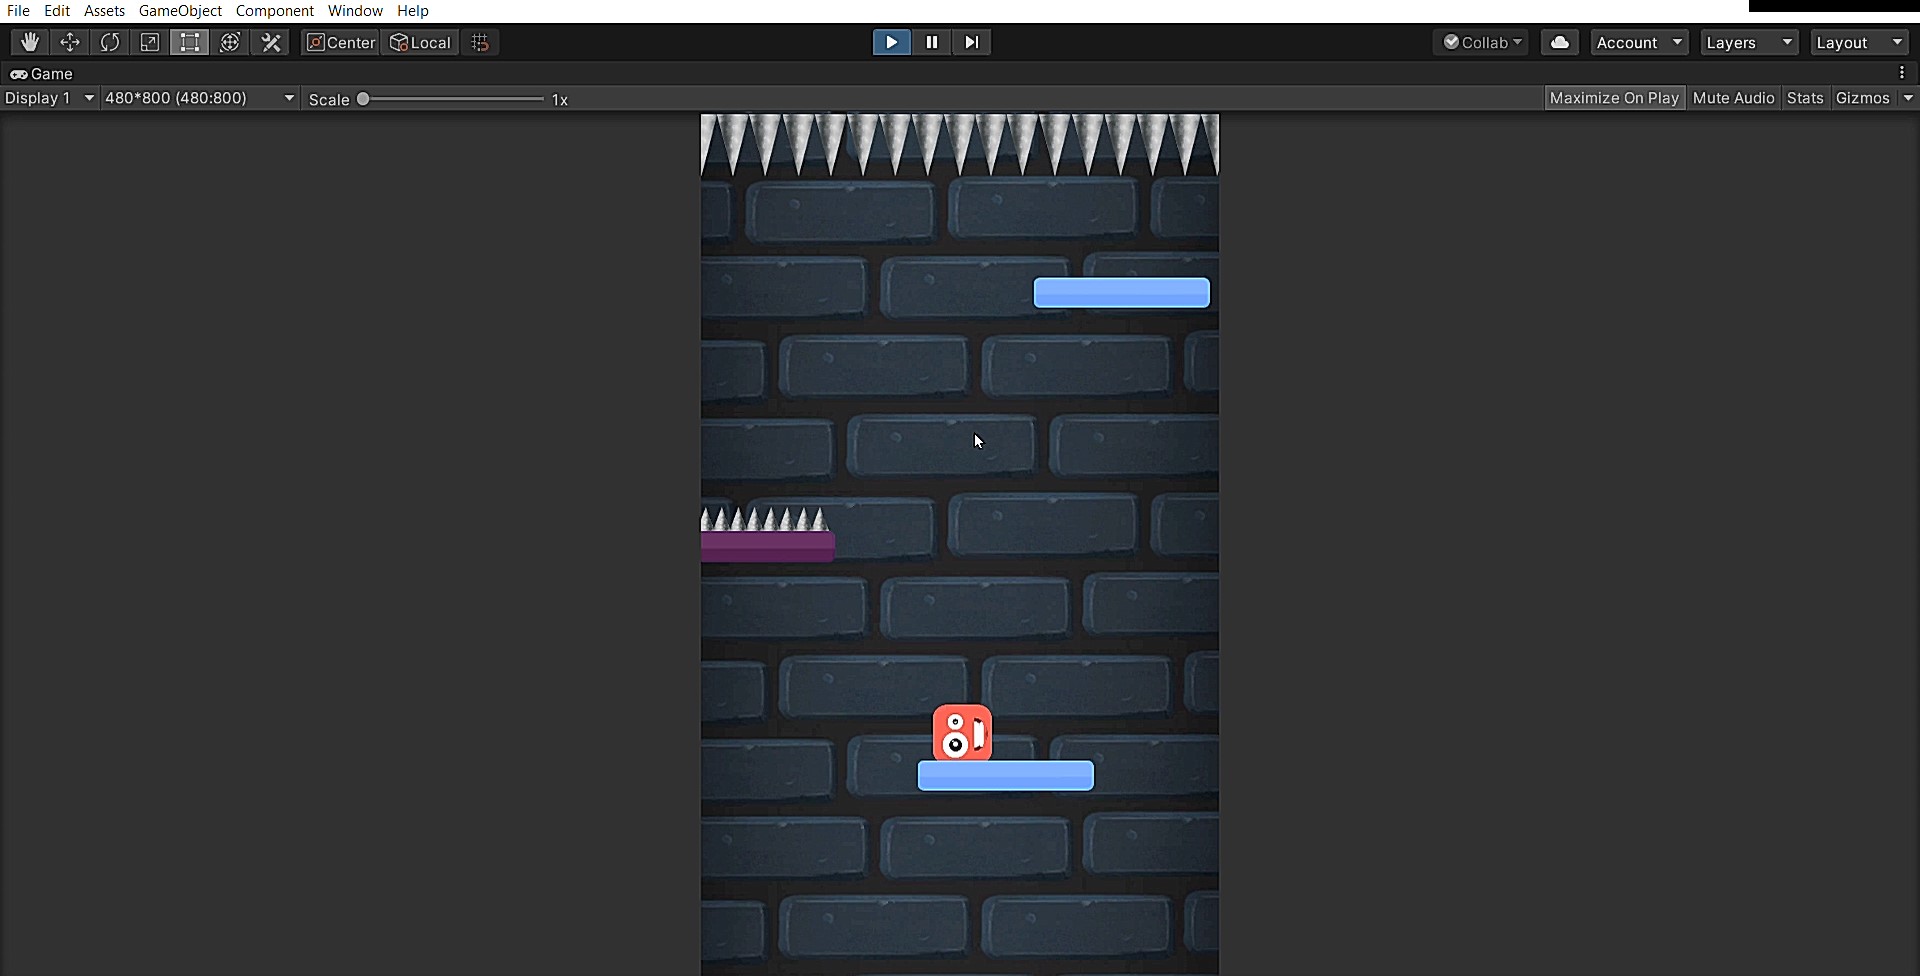 File Edit Assets GameObject Component Window Help
Center Local Collab Account Layers Layout
Game
Display 1 480*800 (480:800) Scale 1x Maximize On Play Mute Audio Stats Gizmos